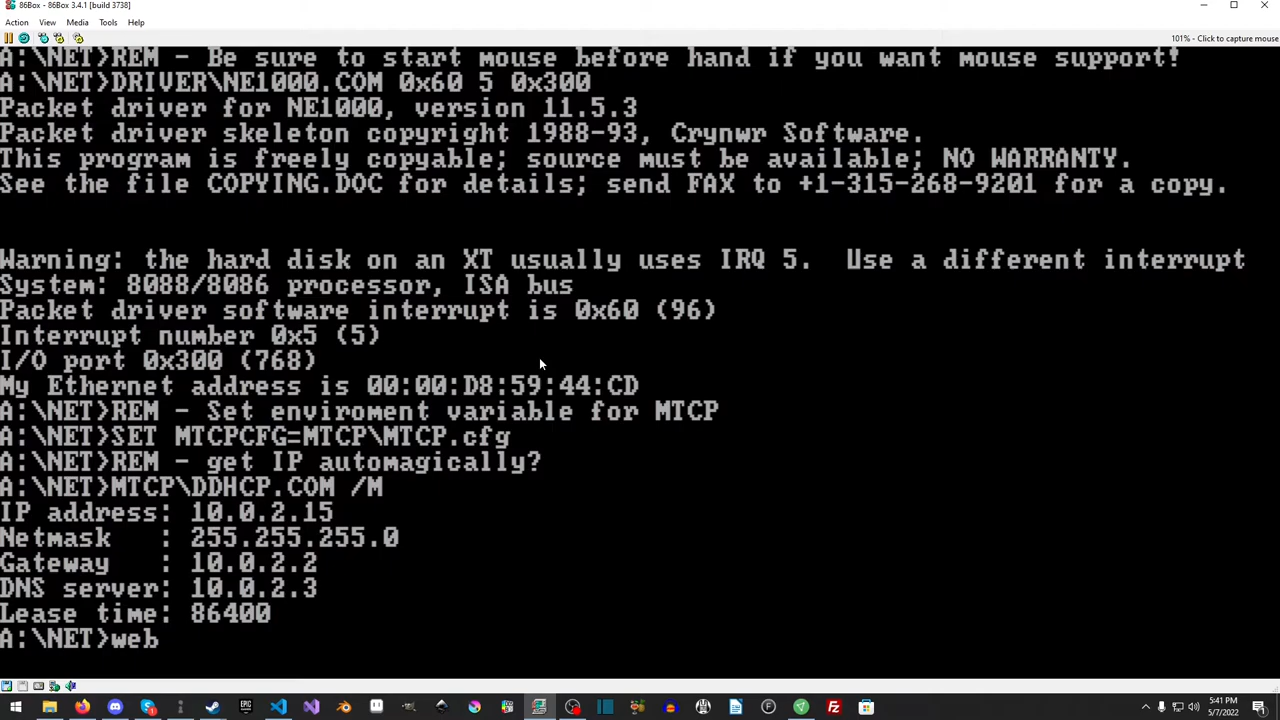 86Box - 86Box 3.4.1 [build 3738]
Action View Media Tools Help
101% - Click to capture mouse
A:\NET>REM - Be sure to start mouse before hand if you want mouse support!
A:\NET>DRIVER\NE1000.COM 0x60 5 0x300
Packet driver for NE1000, version 11.5.3
Packet driver skeleton copyright 1988-93, Crynwr Software.
This program is freely copyable; source must be available; NO WARRANTY.
See the file COPYING.DOC for details; send FAX to +1-315-268-9201 for a copy.
Warning: the hard disk on an XT usually uses IRQ 5.  Use a different interrupt
System: 8088/8086 processor, ISA bus
Packet driver software interrupt is 0x60 (96)
Interrupt number 0x5 (5)
I/O port 0x300 (768)
My Ethernet address is 00:00:D8:59:44:CD
A:\NET>REM - Set enviroment variable for MTCP
A:\NET>SET MTCPCFG=MTCP\MTCP.cfg
A:\NET>REM - get IP automagically?
A:\NET>MTCP\DDHCP.COM /M
IP address: 10.0.2.15
Netmask   : 255.255.255.0
Gateway   : 10.0.2.2
DNS server: 10.0.2.3
Lease time: 86400
A:\NET>web
EPIC GAMES
5:41 PM
5/7/2022